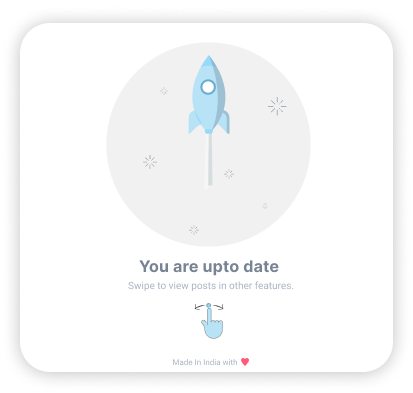 You are upto date
Swipe to view posts in other features.
Made In India with